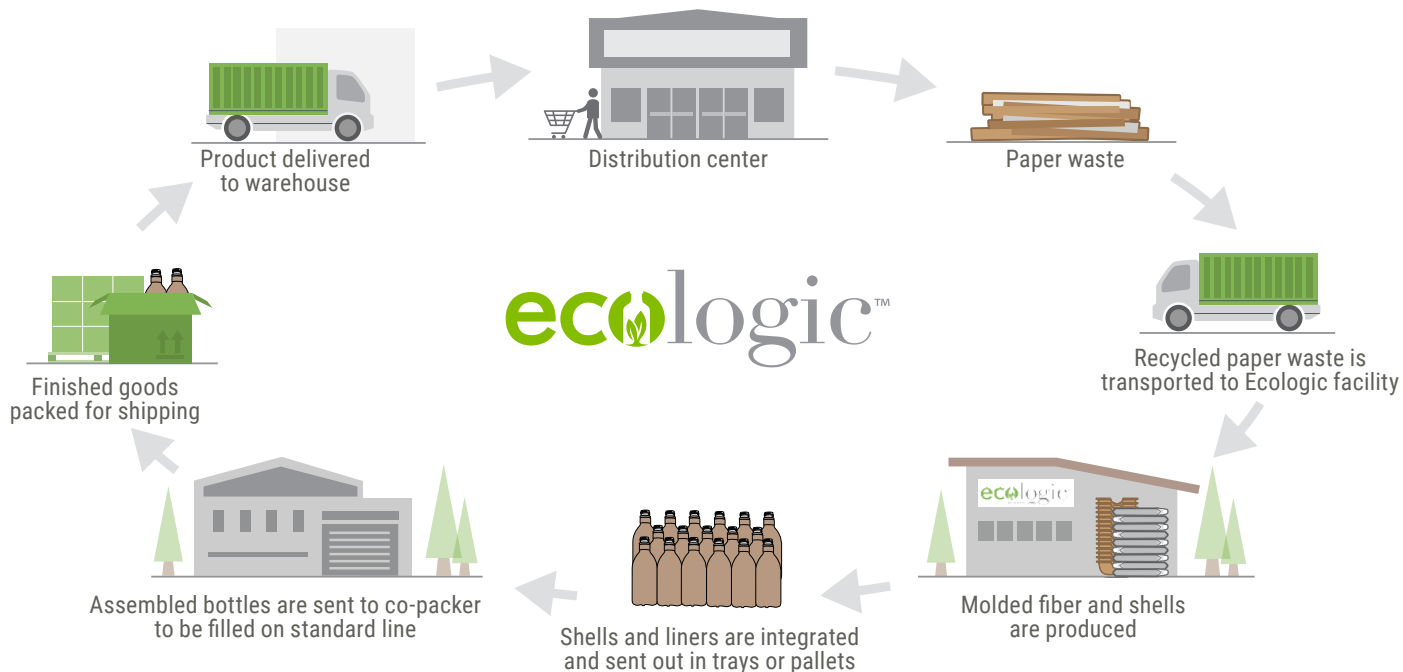 Product delivered
to warehouse
Distribution center
Paper waste
ecologic™
Finished goods
packed for shipping
Recycled paper waste is
transported to Ecologic facility
ecologic
Assembled bottles are sent to co-packer
to be filled on standard line
Shells and liners are integrated
and sent out in trays or pallets
Molded fiber and shells
are produced